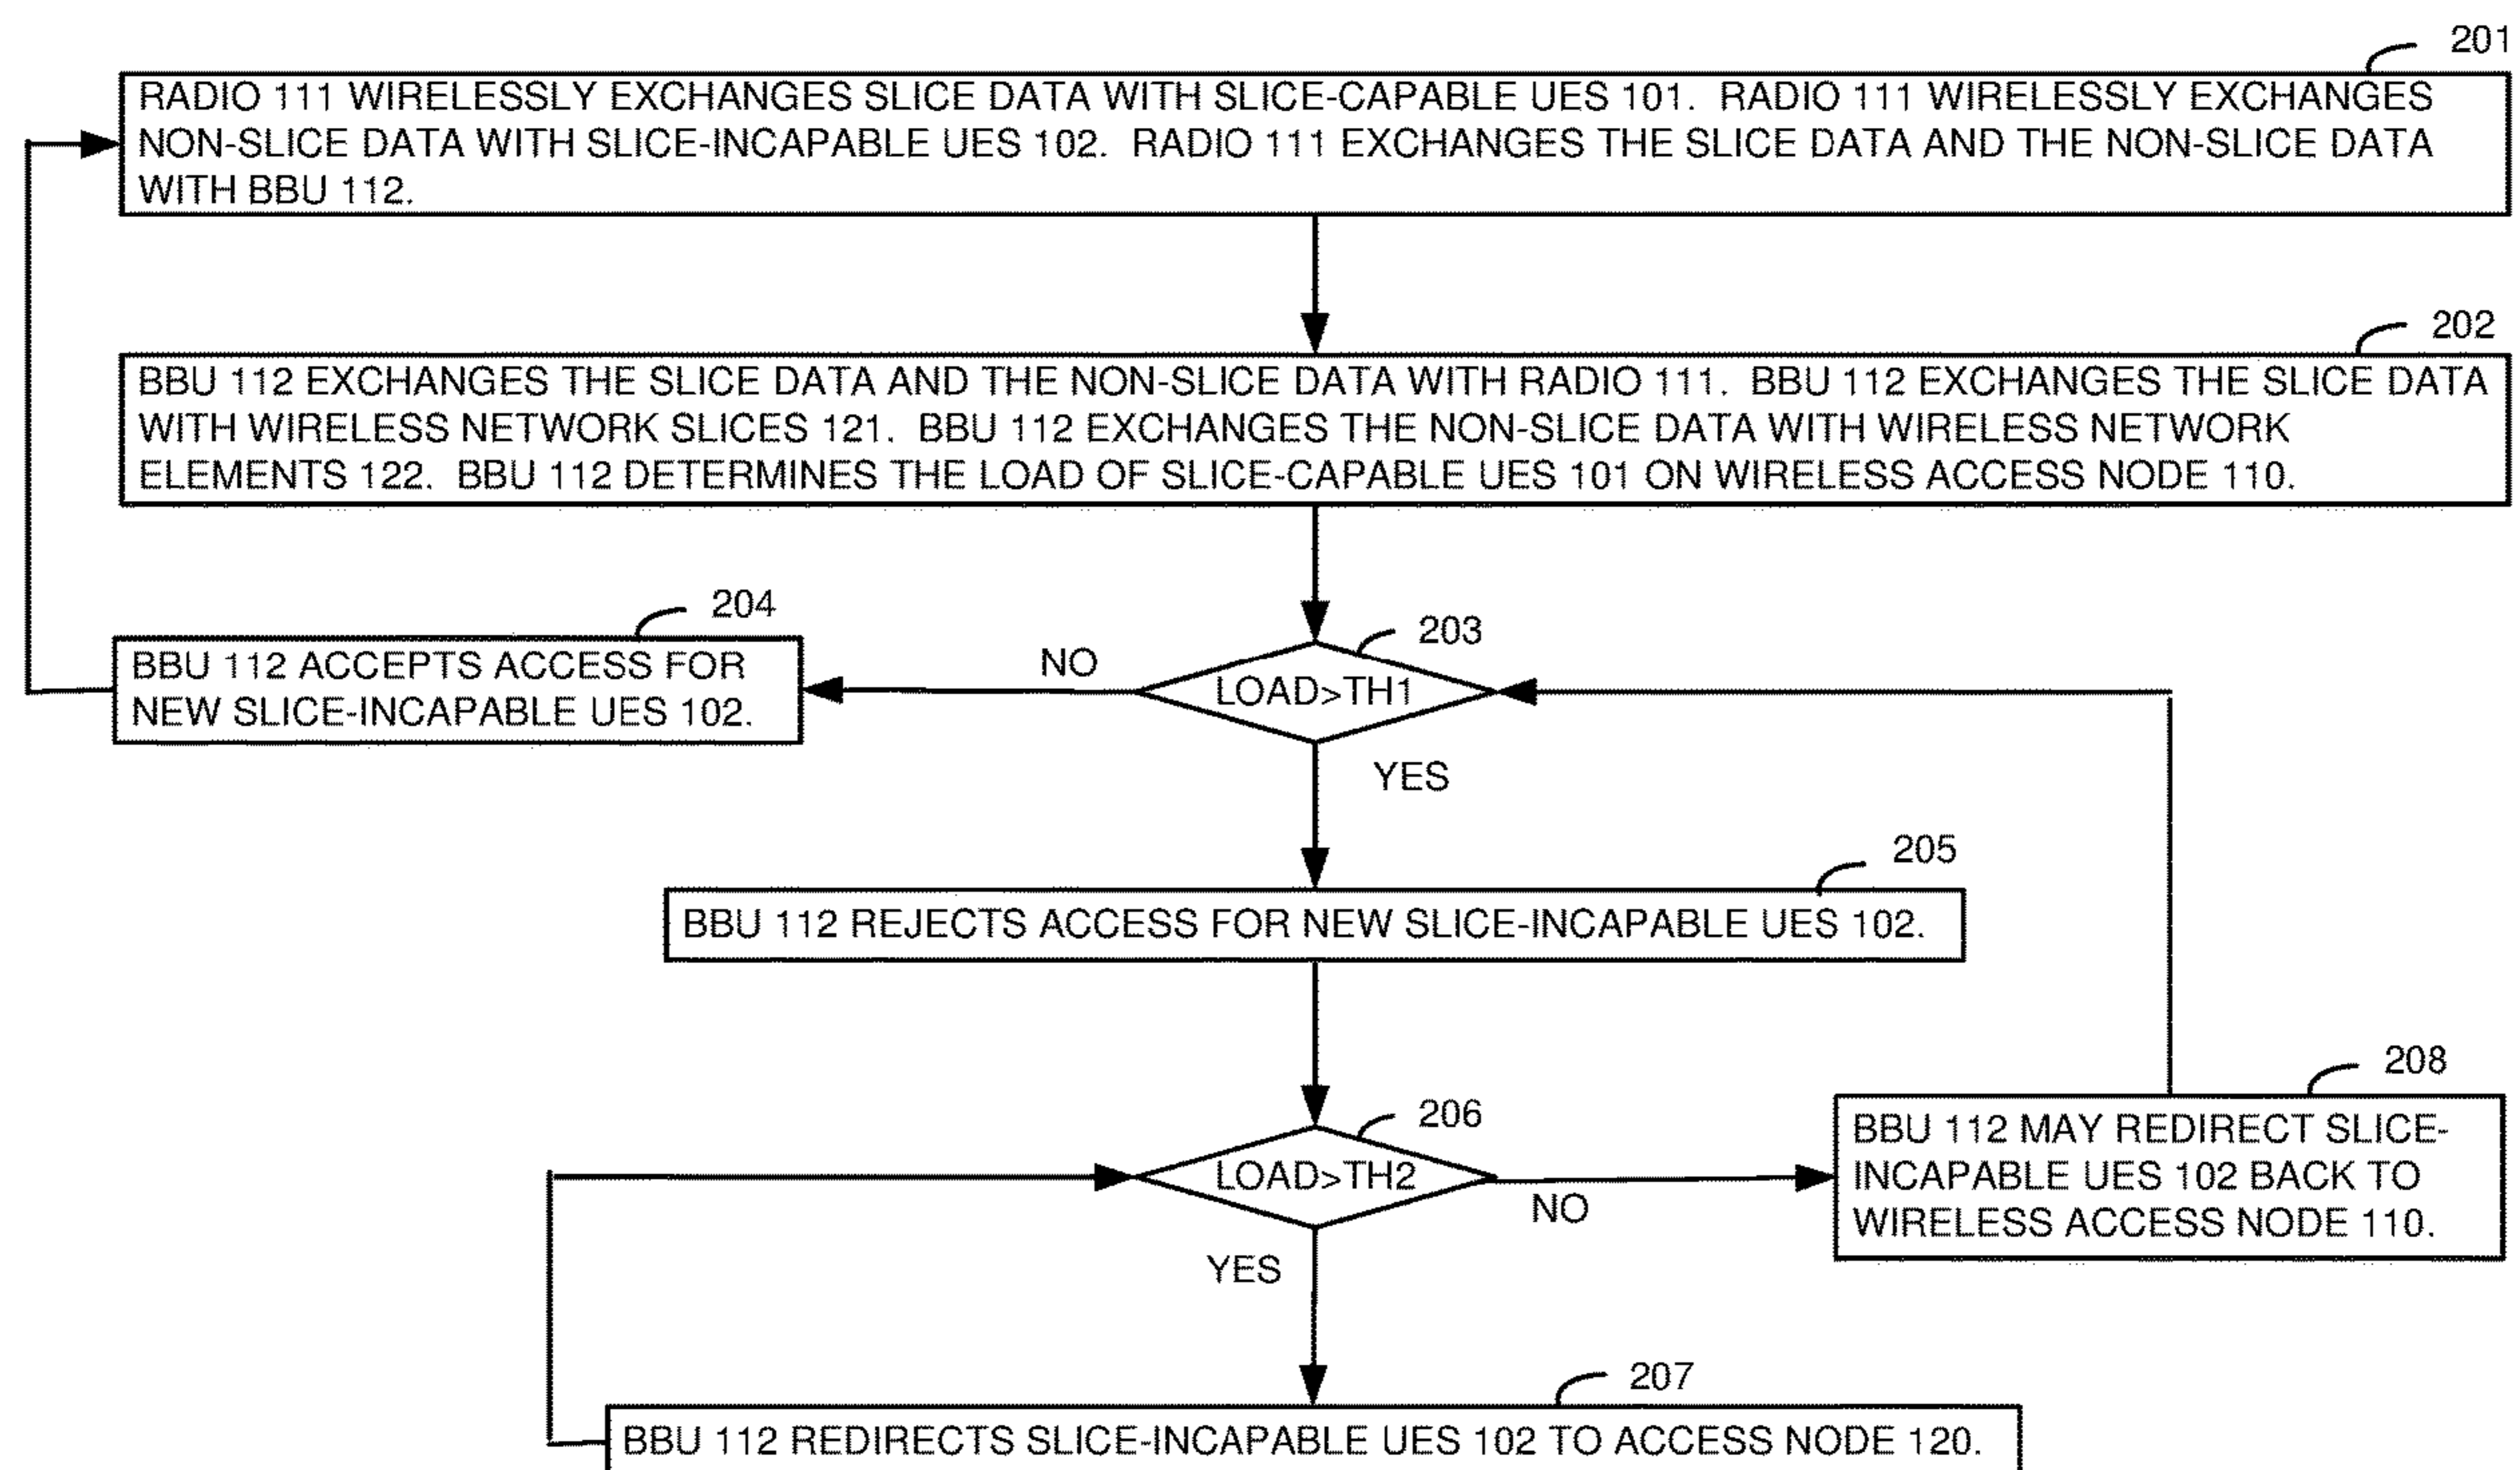 201
RADIO 111 WIRELESSLY EXCHANGES SLICE DATA WITH SLICE-CAPABLE UES 101. RADIO 111 WIRELESSLY EXCHANGES
NON-SLICE DATA WITH SLICE-INCAPABLE UES 102. RADIO 111 EXCHANGES THE SLICE DATA AND THE NON-SLICE DATA
WITH BBU 112.
202
BBU 112 EXCHANGES THE SLICE DATA AND THE NON-SLICE DATA WITH RADIO 111. BBU 112 EXCHANGES THE SLICE DATA
WITH WIRELESS NETWORK SLICES 121. BBU 112 EXCHANGES THE NON-SLICE DATA WITH WIRELESS NETWORK
ELEMENTS 122. BBU 112 DETERMINES THE LOAD OF SLICE-CAPABLE UES 101 ON WIRELESS ACCESS NODE 110.
204
BBU 112 ACCEPTS ACCESS FOR
NEW SLICE-INCAPABLE UES 102.
NO
203
LOAD>TH1
YES
205
BBU 112 REJECTS ACCESS FOR NEW SLICE-INCAPABLE UES 102.
206
LOAD>TH2
NO
208
BBU 112 MAY REDIRECT SLICE-
INCAPABLE UES 102 BACK TO
WIRELESS ACCESS NODE 110.
YES
207
BBU 112 REDIRECTS SLICE-INCAPABLE UES 102 TO ACCESS NODE 120.